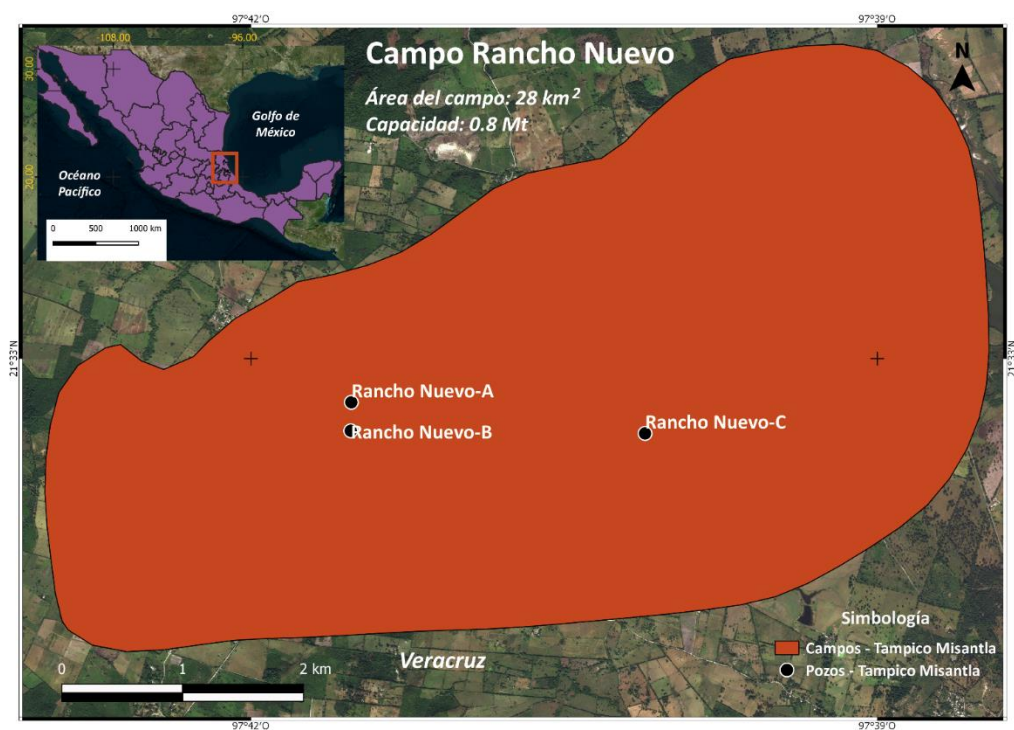 97°42'O
97°39'O
-108.00
-96.00
30.00
20.00
Golfo de
México
Océano
Pacífico
0 500 1000 km
Campo Rancho Nuevo
Área del campo: 28 km²
Capacidad: 0.8 Mt
N
21°33'N
21°33'N
Rancho Nuevo-A
Rancho Nuevo-B
Rancho Nuevo-C
Simbología
Campos - Tampico Misantla
Pozos - Tampico Misantla
Veracruz
0 1 2 km
97°42'O
97°39'O